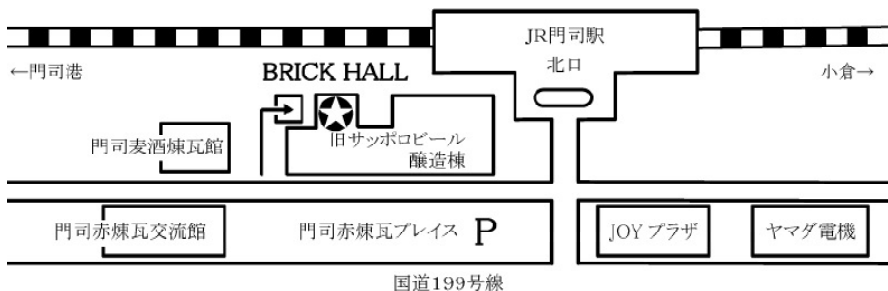 JR門司駅
北口
←門司港
小倉→
BRICK HALL
旧サッポロビール
醸造棟
門司麦酒煉瓦館
門司赤煉瓦交流館
門司赤煉瓦プレイス
P
JOYプラザ
ヤマダ電機
国道199号線